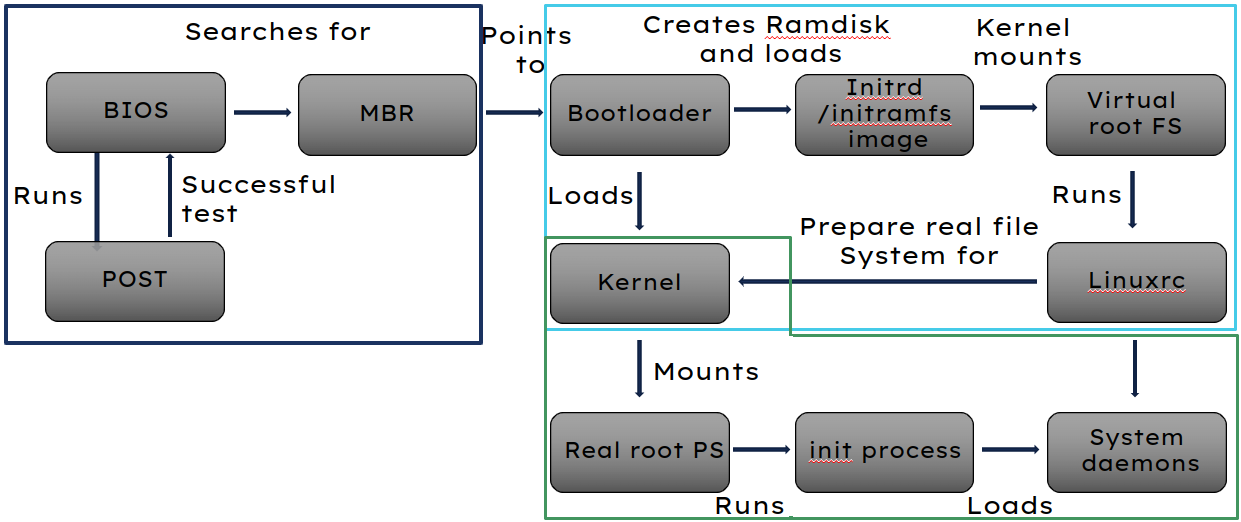 Searches for
Points
to
Creates Ramdisk
and loads
Kernel
mounts
BIOS
MBR
Bootloader
Initrd
/initramfs
image
Virtual
root FS
Runs
Successful
test
Loads
Runs
Prepare real file
System for
POST
Kernel
Linuxrc
Mounts
Real root PS
init process
System
daemons
Runs
Loads